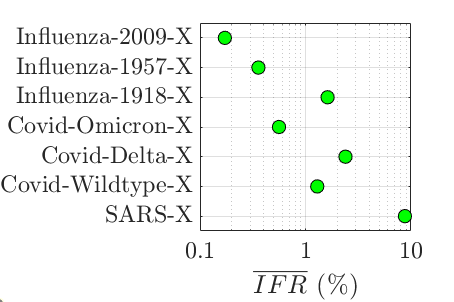 Influenza-2009-X
Influenza-1957-X
Influenza-1918-X
Covid-Omicron-X
Covid-Delta-X
Covid-Wildtype-X
SARS-X
0.1 1 10
IFR (%)